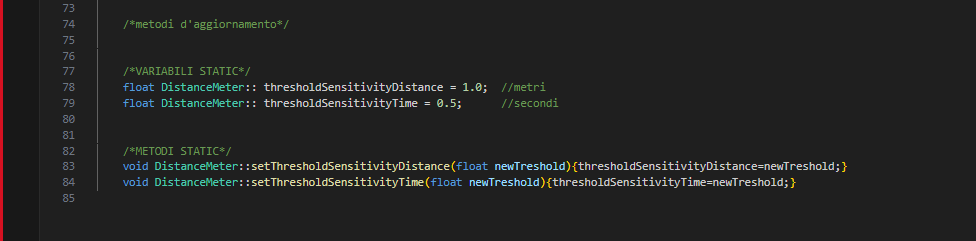 73
74 /*metodi d'aggiornamento*/
75
76
77 /*VARIABILI STATIC*/
78 float DistanceMeter:: thresholdSensitivityDistance = 1.0; //metri
79 float DistanceMeter:: thresholdSensitivityTime = 0.5; //secondi
80
81
82 /*METODI STATIC*/
83 void DistanceMeter::setThresholdSensitivityDistance(float newTreshold){thresholdSensitivityDistance=newTreshold;}
84 void DistanceMeter::setThresholdSensitivityTime(float newTreshold){thresholdSensitivityTime=newTreshold;}
85